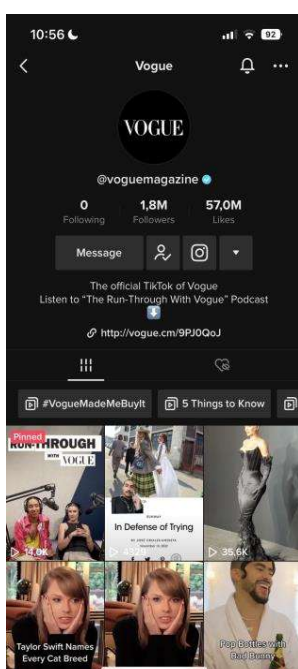 10:56
92
Vogue
VOGUE
@voguemagazine
0 1,8M 57,0M
Following Followers Likes
Message
The official TikTok of Vogue
Listen to “The Run-Through With Vogue” Podcast
http://vogue.cm/9PJ0QoJ
#VogueMadeMeBuyIt 5 Things to Know
Pinned
RUN-THROUGH
WITH VOGUE
14,0K
In Defense of Trying
35,6K
Taylor Swift Names
Every Cat Breed
Pop Bottles with
Bad Bunny